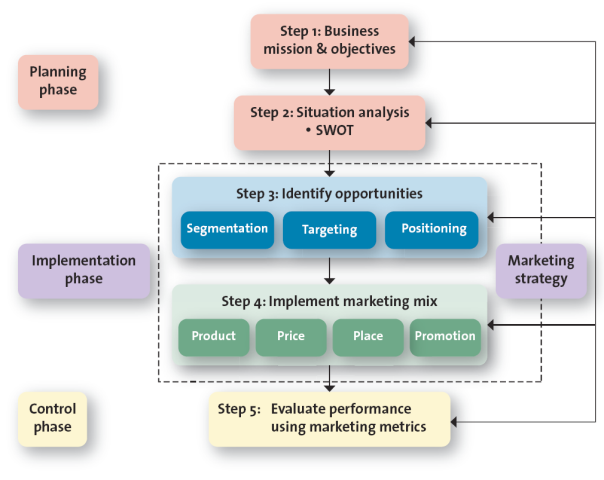 Step 1: Business
mission & objectives
Planning
phase
Step 2: Situation analysis
• SWOT
Step 3: Identify opportunities
Segmentation
Targeting
Positioning
Implementation
phase
Marketing
strategy
Step 4: Implement marketing mix
Product
Price
Place
Promotion
Control
phase
Step 5: Evaluate performance
using marketing metrics